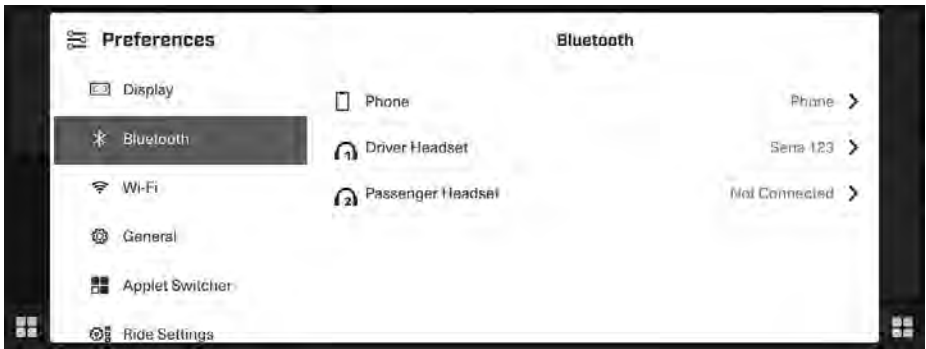 Preferences
Display
Bluetooth
Wi-Fi
General
Applet Switcher
Ride Settings
Bluetooth
Phone Phone
Driver Headset Sena 123
Passenger Headset Not Connected